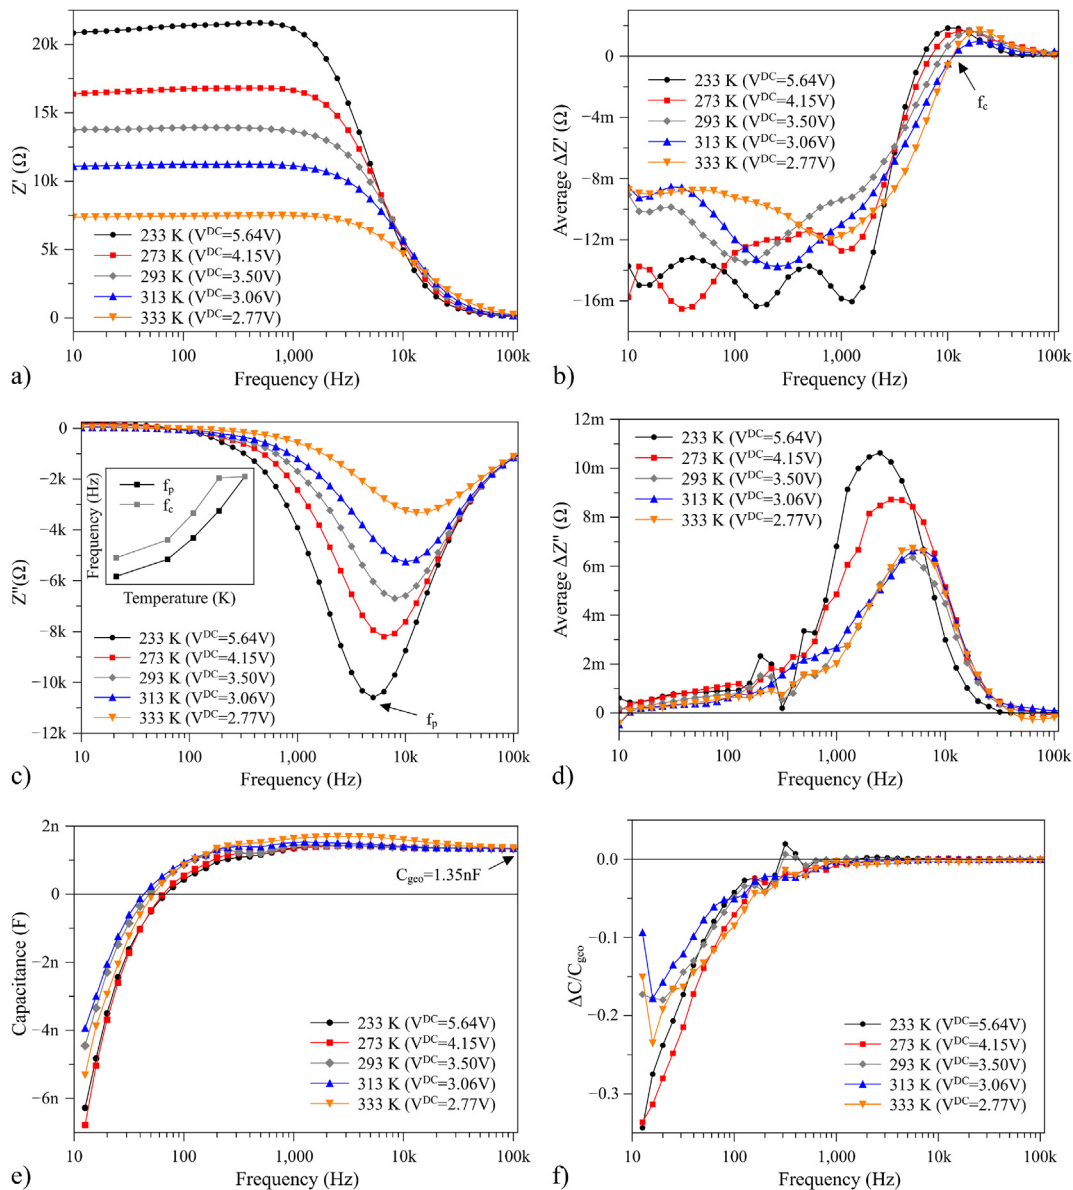 20k
15k
10k
5k
0
Z' (Ω)
233 K (V^DC=5.64V)
273 K (V^DC=4.15V)
293 K (V^DC=3.50V)
313 K (V^DC=3.06V)
333 K (V^DC=2.77V)
10 100 1,000 10k 100k
Frequency (Hz)
a)
0
−4m
−8m
−12m
−16m
Average ΔZ' (Ω)
233 K (V^DC=5.64V)
273 K (V^DC=4.15V)
293 K (V^DC=3.50V)
313 K (V^DC=3.06V)
333 K (V^DC=2.77V)
f_c
10 100 1,000 10k 100k
Frequency (Hz)
b)
0
−2k
−4k
−6k
−8k
−10k
−12k
Z''(Ω)
f_p
f_c
Frequency (Hz)
Temperature (K)
233 K (V^DC=5.64V)
273 K (V^DC=4.15V)
293 K (V^DC=3.50V)
313 K (V^DC=3.06V)
333 K (V^DC=2.77V)
f_p
10 100 1,000 10k 100k
Frequency (Hz)
c)
12m
10m
8m
6m
4m
2m
0
Average ΔZ'' (Ω)
233 K (V^DC=5.64V)
273 K (V^DC=4.15V)
293 K (V^DC=3.50V)
313 K (V^DC=3.06V)
333 K (V^DC=2.77V)
10 100 1,000 10k 100k
Frequency (Hz)
d)
2n
0
−2n
−4n
−6n
Capacitance (F)
C_geo=1.35nF
233 K (V^DC=5.64V)
273 K (V^DC=4.15V)
293 K (V^DC=3.50V)
313 K (V^DC=3.06V)
333 K (V^DC=2.77V)
10 100 1,000 10k 100k
Frequency (Hz)
e)
0.0
−0.1
−0.2
−0.3
ΔC/C_geo
233 K (V^DC=5.64V)
273 K (V^DC=4.15V)
293 K (V^DC=3.50V)
313 K (V^DC=3.06V)
333 K (V^DC=2.77V)
10 100 1,000 10k 100k
Frequency (Hz)
f)